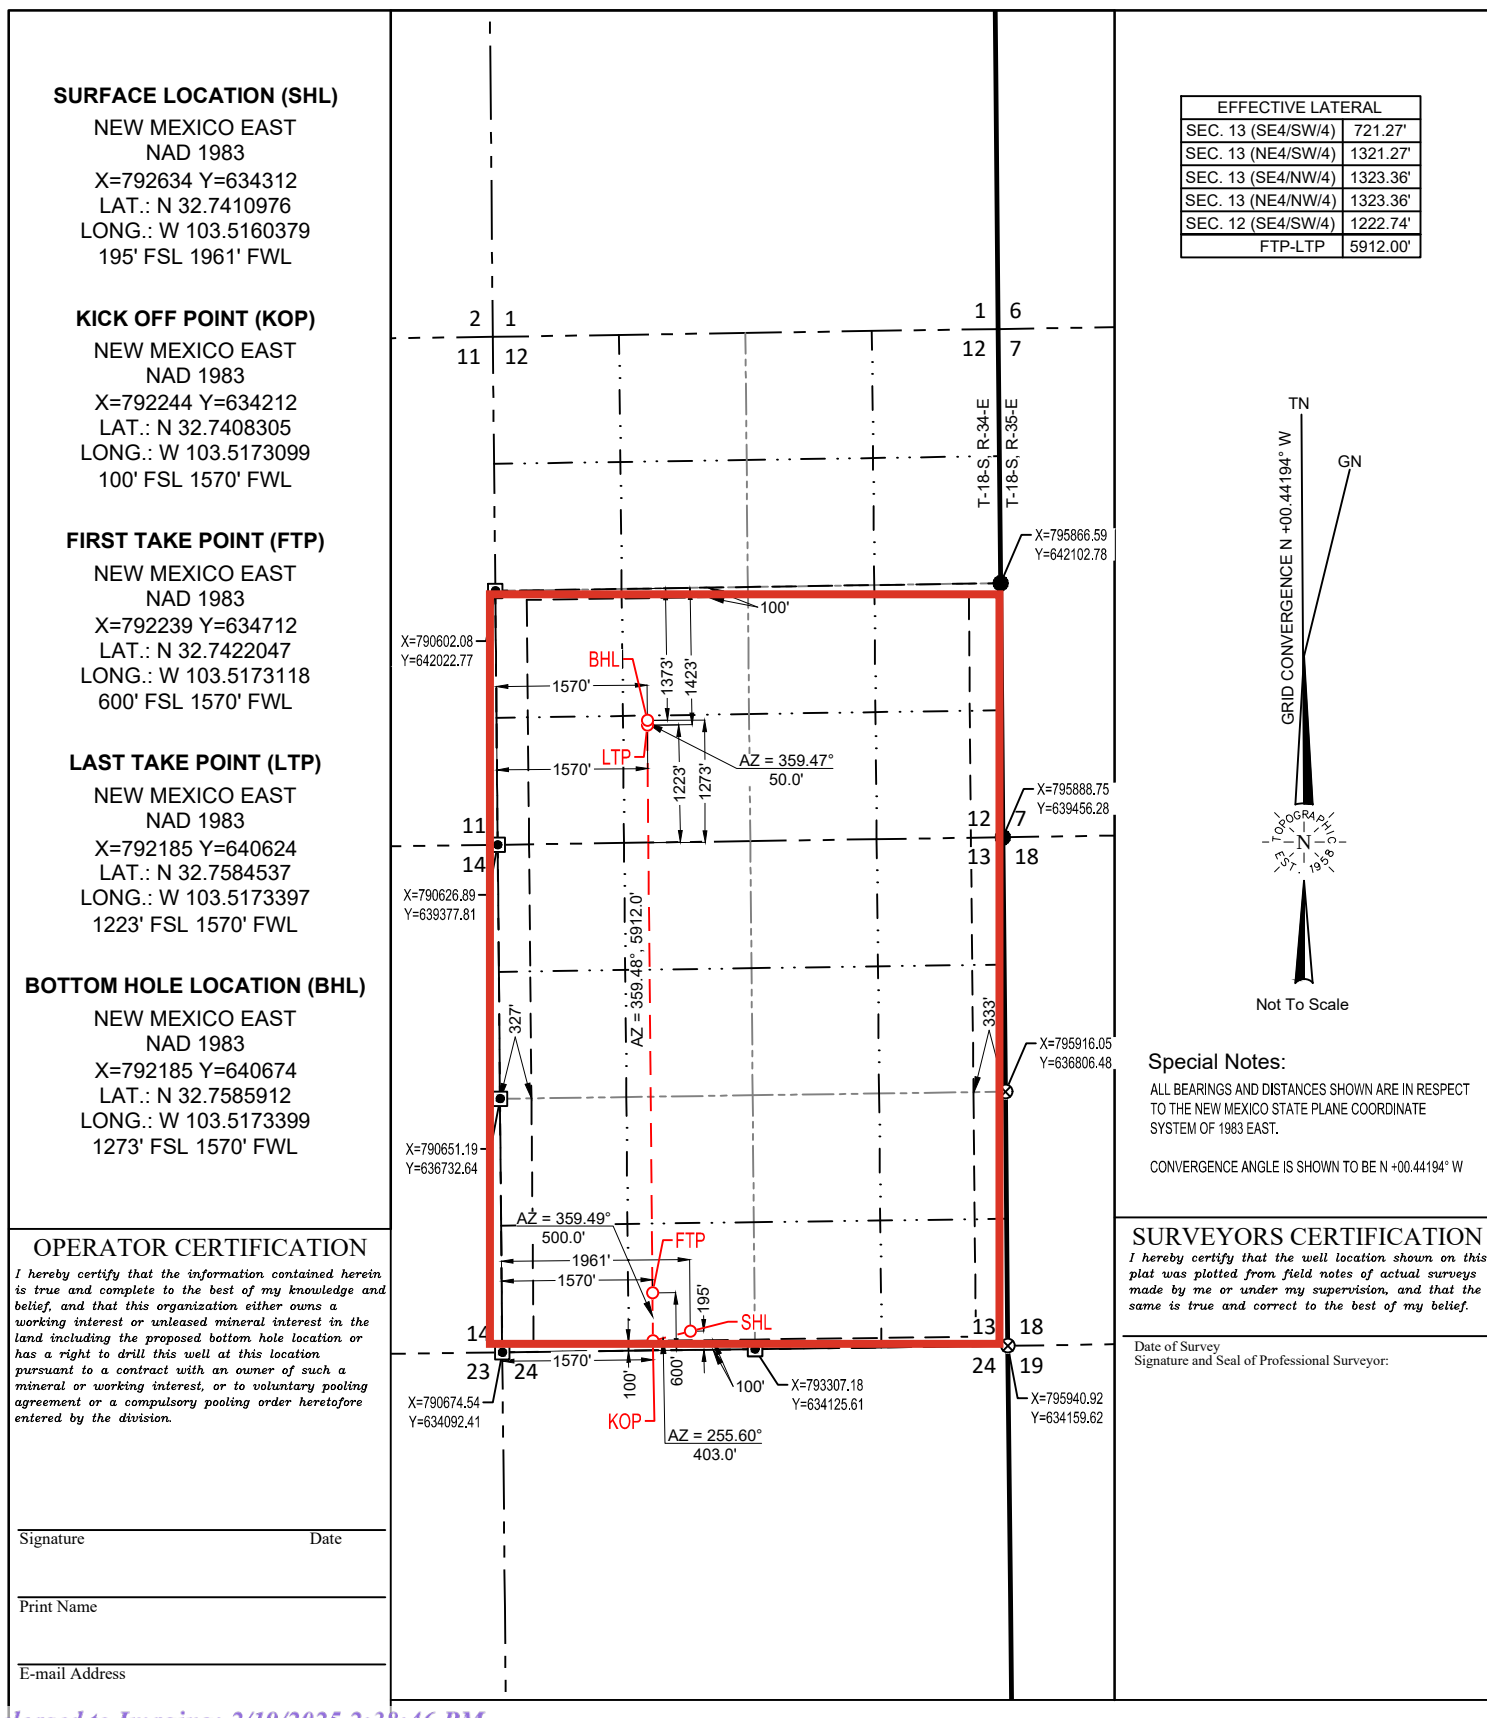 SURFACE LOCATION (SHL)
NEW MEXICO EAST
NAD 1983
X=792634 Y=634312
LAT.: N 32.7410976
LONG.: W 103.5160379
195' FSL 1961' FWL
KICK OFF POINT (KOP)
NEW MEXICO EAST
NAD 1983
X=792244 Y=634212
LAT.: N 32.7408305
LONG.: W 103.5173099
100' FSL 1570' FWL
FIRST TAKE POINT (FTP)
NEW MEXICO EAST
NAD 1983
X=792239 Y=634712
LAT.: N 32.7422047
LONG.: W 103.5173118
600' FSL 1570' FWL
LAST TAKE POINT (LTP)
NEW MEXICO EAST
NAD 1983
X=792185 Y=640624
LAT.: N 32.7584537
LONG.: W 103.5173397
1223' FSL 1570' FWL
BOTTOM HOLE LOCATION (BHL)
NEW MEXICO EAST
NAD 1983
X=792185 Y=640674
LAT.: N 32.7585912
LONG.: W 103.5173399
1273' FSL 1570' FWL
OPERATOR CERTIFICATION
I hereby certify that the information contained herein
is true and complete to the best of my knowledge and
belief, and that this organization either owns a
working interest or unleased mineral interest in the
land including the proposed bottom hole location or
has a right to drill this well at this location
pursuant to a contract with an owner of such a
mineral or working interest, or to voluntary pooling
agreement or a compulsory pooling order heretofore
entered by the division.
Signature Date
Print Name
E-mail Address
2 1
11 12
1 6
12 7
T-18-S, R-34-E
T-18-S, R-35-E
X=795866.59
Y=642102.78
100'
X=790602.08
Y=642022.77
BHL
1570'
1373'
1423'
LTP
1570'
AZ = 359.47°
50.0'
1223'
1273'
X=795888.75
Y=639456.28
11
14
12 7
13 18
X=790626.89
Y=639377.81
AZ = 359.48°, 5912.0'
327'
333'
X=795916.05
Y=636806.48
X=790651.19
Y=636732.64
AZ = 359.49°
500.0'
FTP
1961'
1570'
195'
SHL
14
23 24
13 18
24 19
1570'
100'
600'
100'
X=793307.18
Y=634125.61
X=790674.54
Y=634092.41
KOP
AZ = 255.60°
403.0'
X=795940.92
Y=634159.62
EFFECTIVE LATERAL
SEC. 13 (SE4/SW/4) 721.27'
SEC. 13 (NE4/SW/4) 1321.27'
SEC. 13 (SE4/NW/4) 1323.36'
SEC. 13 (NE4/NW/4) 1323.36'
SEC. 12 (SE4/SW/4) 1222.74'
FTP-LTP 5912.00'
TN
GN
GRID CONVERGENCE N +00.44194° W
TOPOGRAPHIC
N
EST. 1958
Not To Scale
Special Notes:
ALL BEARINGS AND DISTANCES SHOWN ARE IN RESPECT
TO THE NEW MEXICO STATE PLANE COORDINATE
SYSTEM OF 1983 EAST.
CONVERGENCE ANGLE IS SHOWN TO BE N +00.44194° W
SURVEYORS CERTIFICATION
I hereby certify that the well location shown on this
plat was plotted from field notes of actual surveys
made by me or under my supervision, and that the
same is true and correct to the best of my belief.
Date of Survey
Signature and Seal of Professional Surveyor: